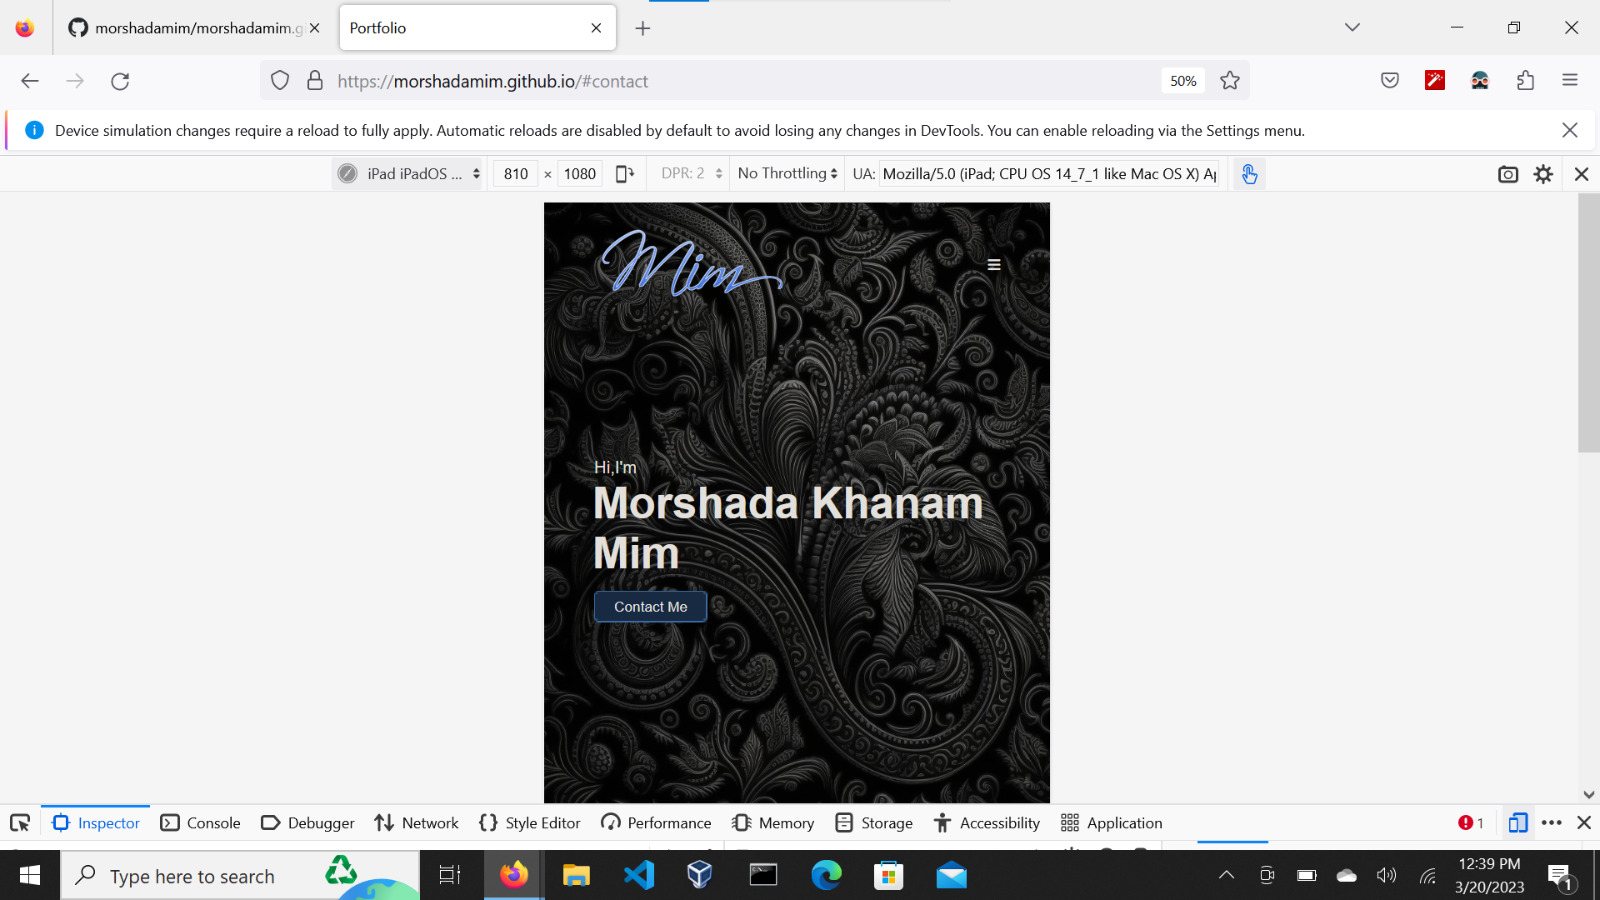 morshadamim/morshadamim.gi
Portfolio
https://morshadamim.github.io/#contact
50%
Device simulation changes require a reload to fully apply. Automatic reloads are disabled by default to avoid losing any changes in DevTools. You can enable reloading via the Settings menu.
iPad iPadOS ... 810 × 1080 DPR: 2 No Throttling UA: Mozilla/5.0 (iPad; CPU OS 14_7_1 like Mac OS X) Ap
Mim
Hi,I'm
Morshada Khanam
Mim
Contact Me
Inspector Console Debugger Network Style Editor Performance Memory Storage Accessibility Application 1
Type here to search
12:39 PM
3/20/2023
1